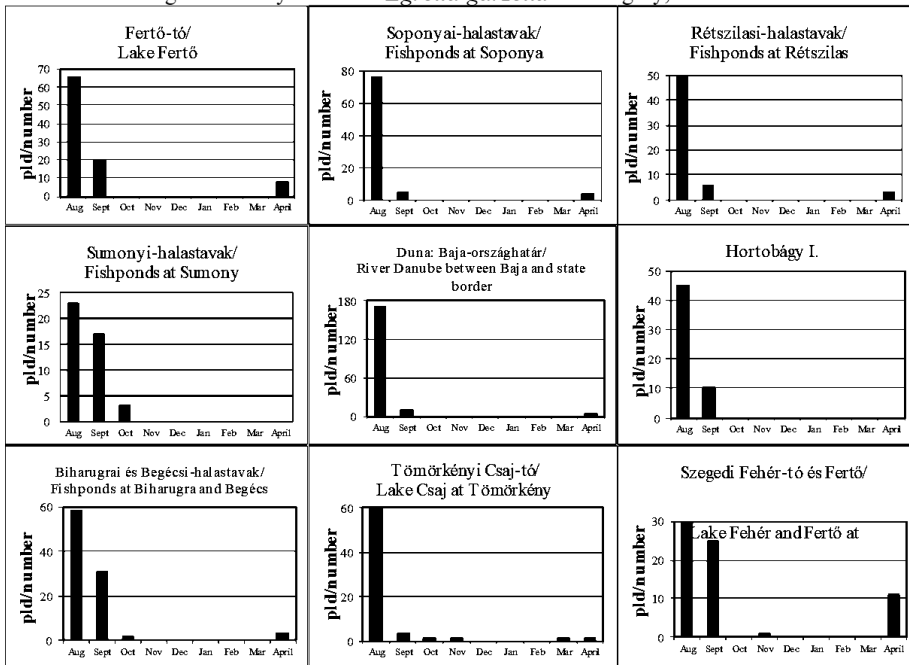 Fertő-tó/
Lake Fertő
pld/number
70
60
50
40
30
20
10
0
Aug Sept Oct Nov Dec Jan Feb Mar April
Soponyai-halastavak/
Fishponds at Soponya
pld/number
80
60
40
20
0
Aug Sept Oct Nov Dec Jan Feb Mar April
Rétszilasi-halastavak/
Fishponds at Rétszilas
pld/number
50
40
30
20
10
0
Aug Sept Oct Nov Dec Jan Feb Mar April
Sumonyi-halastavak/
Fishponds at Sumony
pld/number
25
20
15
10
5
0
Aug Sept Oct Nov Dec Jan Feb Mar April
Duna: Baja-országhatár/
River Danube between Baja and state
border
pld/number
180
120
60
0
Aug Sept Oct Nov Dec Jan Feb Mar April
Hortobágy I.
pld/number
50
40
30
20
10
0
Aug Sept Oct Nov Dec Jan Feb Mar April
Biharugrai és Begécsi-halastavak/
Fishponds at Biharugra and Begécs
pld/number
60
40
20
0
Aug Sept Oct Nov Dec Jan Feb Mar April
Tömörkényi Csaj-tó/
Lake Csaj at Tömörkény
pld/number
60
40
20
0
Aug Sept Oct Nov Dec Jan Feb Mar April
Szegedi Fehér-tó és Fertő/
Lake Fehér and Fertő at
pld/number
30
20
10
0
Aug Sept Oct Nov Dec Jan Feb Mar April